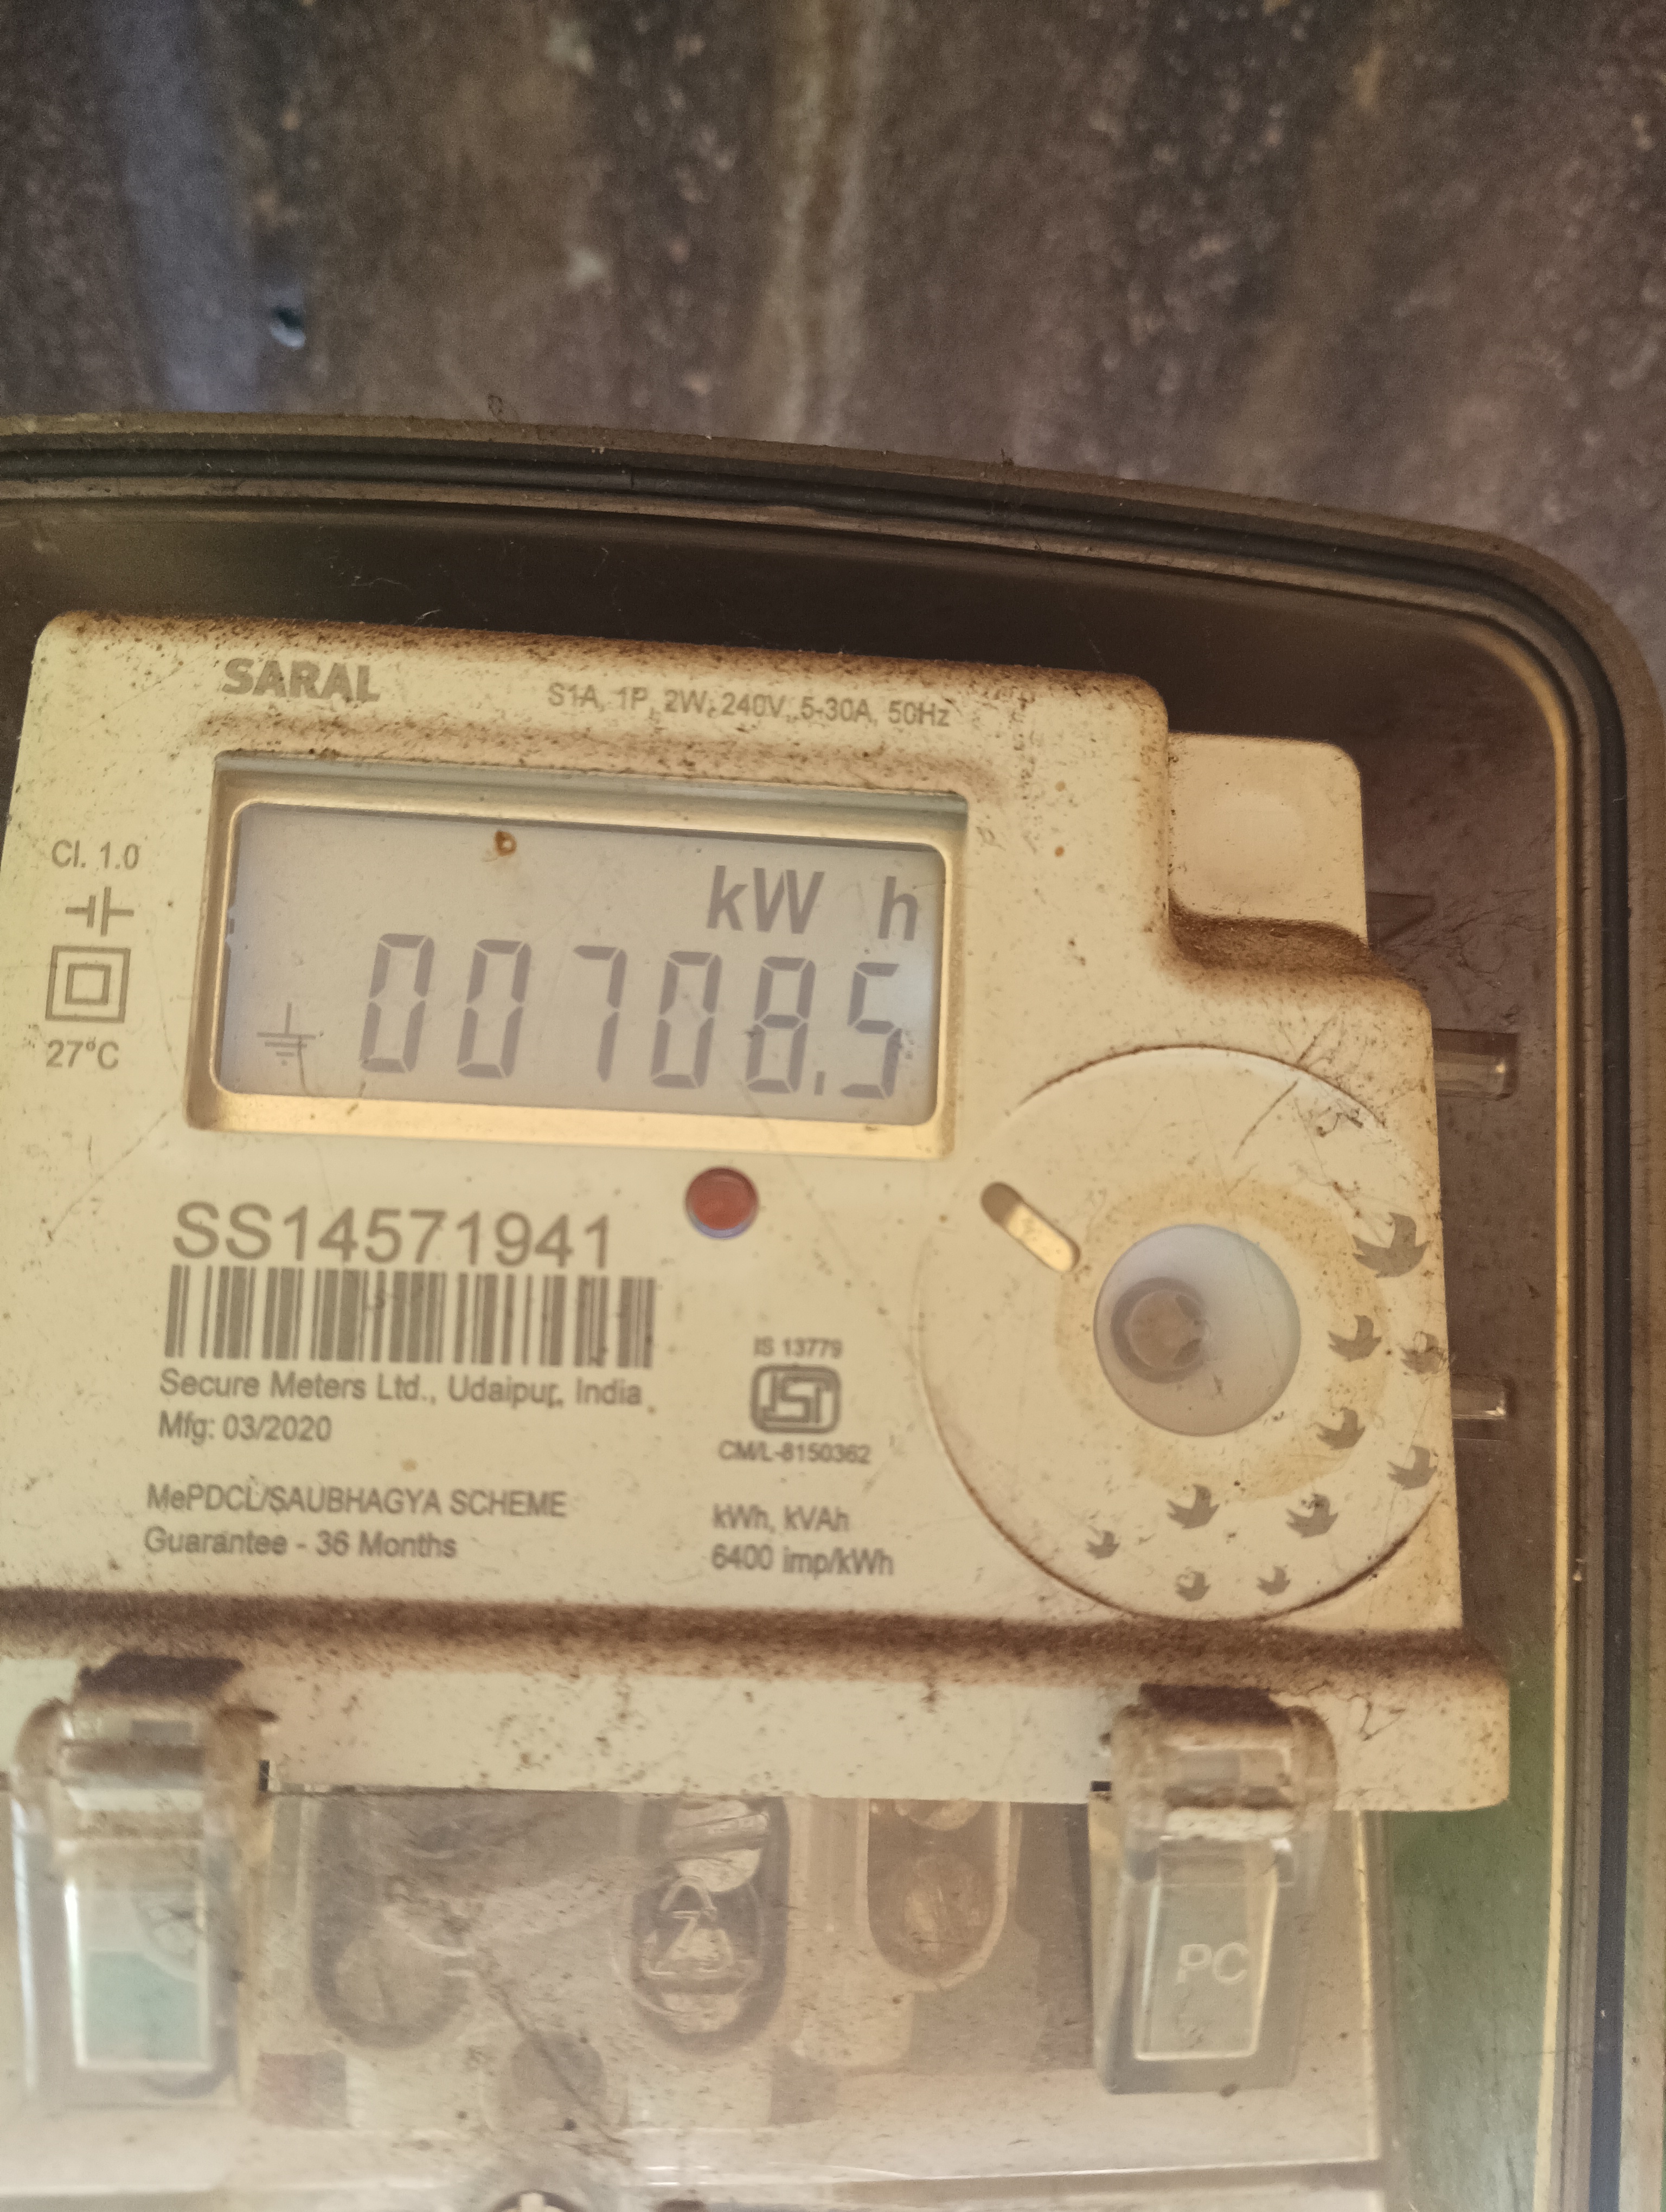 SARAL
S1A, 1P, 2W, 240V, 5-30A, 50Hz
Cl. 1.0
27°C
kW h
00708.5
SS14571941
Secure Meters Ltd., Udaipur, India
Mfg: 03/2020
IS 13779
ISI
CM/L-8150362
MePDCL/SAUBHAGYA SCHEME
Guarantee - 36 Months
kWh, kVAh
6400 imp/kWh
PC